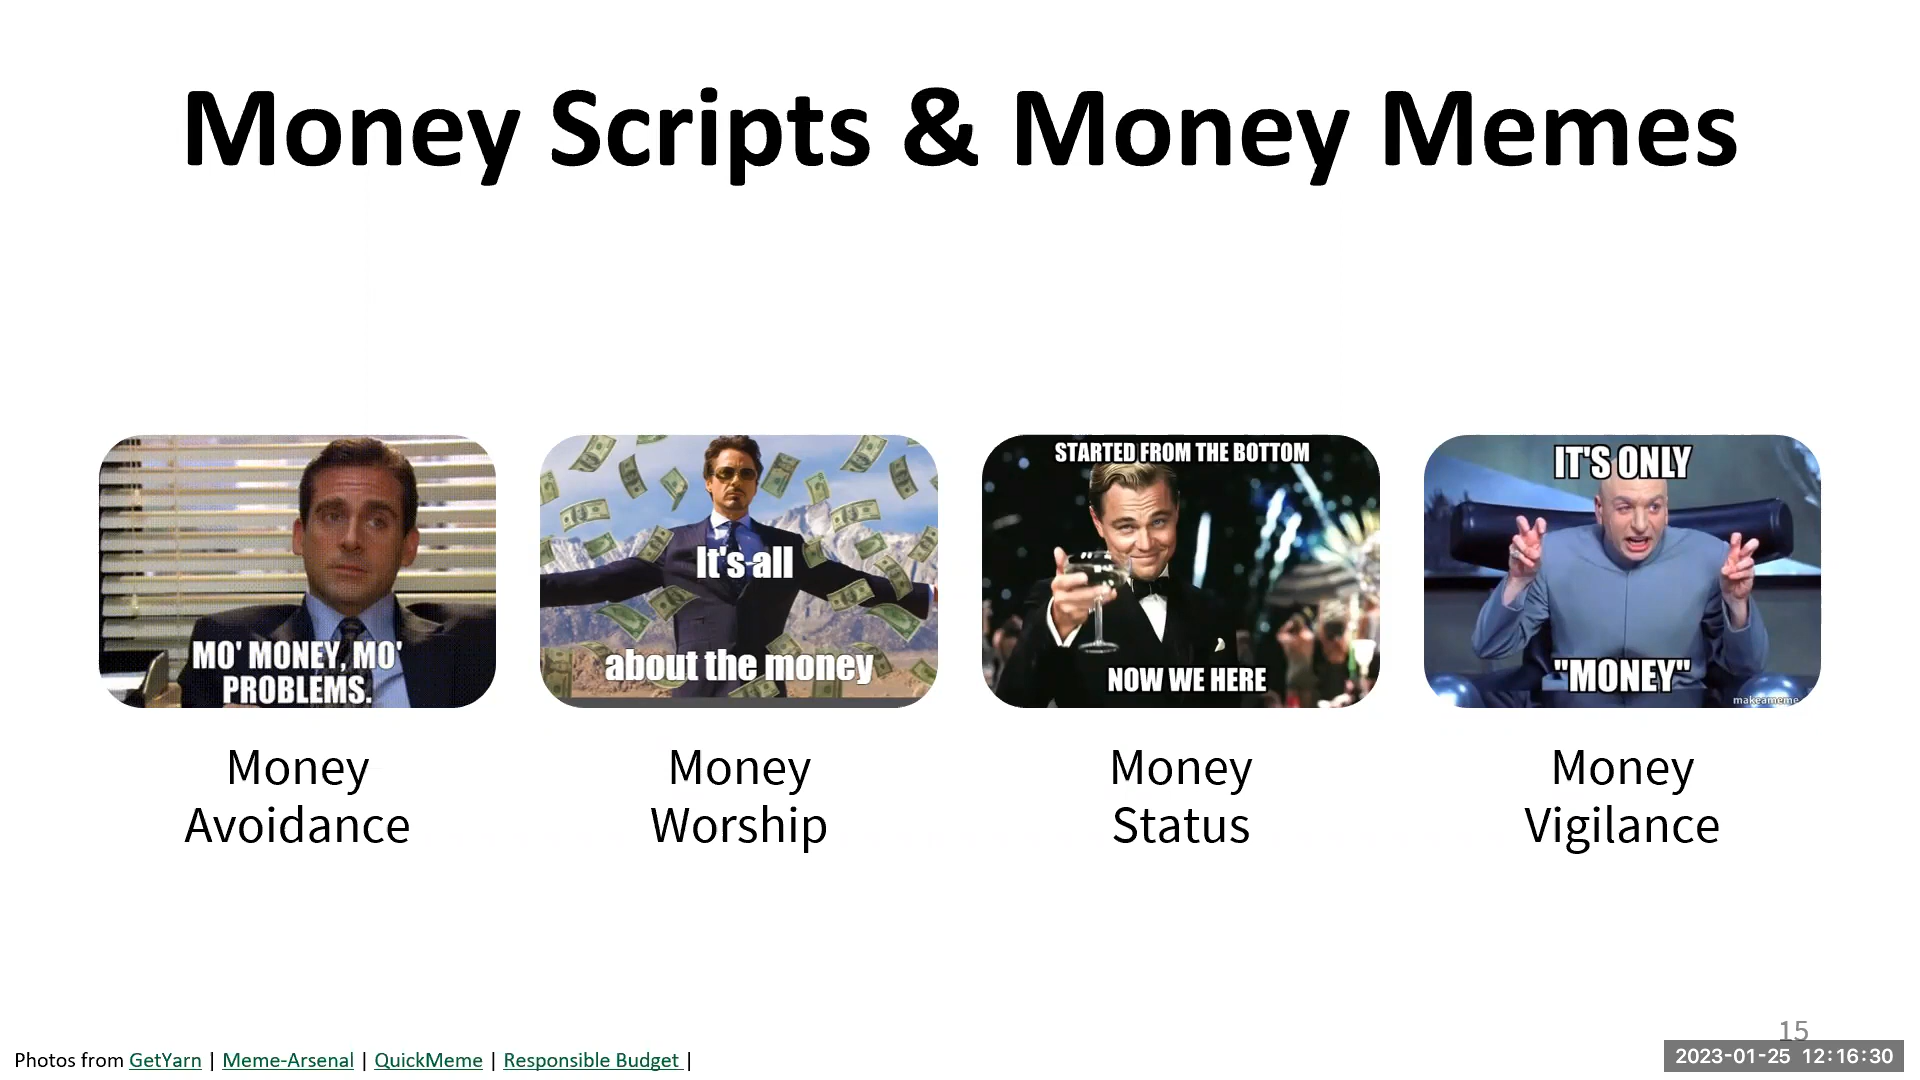 Money Scripts & Money Memes
MO' MONEY, MO'
PROBLEMS.
It's all
about the money
STARTED FROM THE BOTTOM
NOW WE HERE
IT'S ONLY
"MONEY"
makeameme
Money
Avoidance
Money
Worship
Money
Status
Money
Vigilance
15
Photos from GetYarn | Meme-Arsenal | QuickMeme | Responsible Budget |
2023-01-25 12:16:30